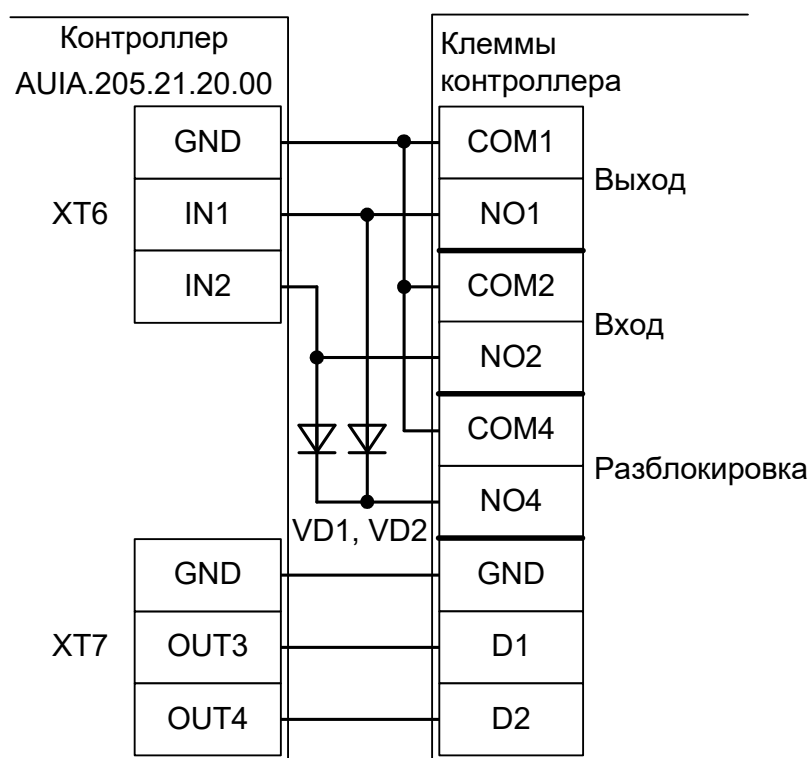 Контроллер
AUIA.205.21.20.00
Клеммы
контроллера
GND
COM1
Выход
XT6
IN1
NO1
IN2
COM2
Вход
NO2
COM4
Разблокировка
NO4
VD1, VD2
GND
GND
XT7
OUT3
D1
OUT4
D2